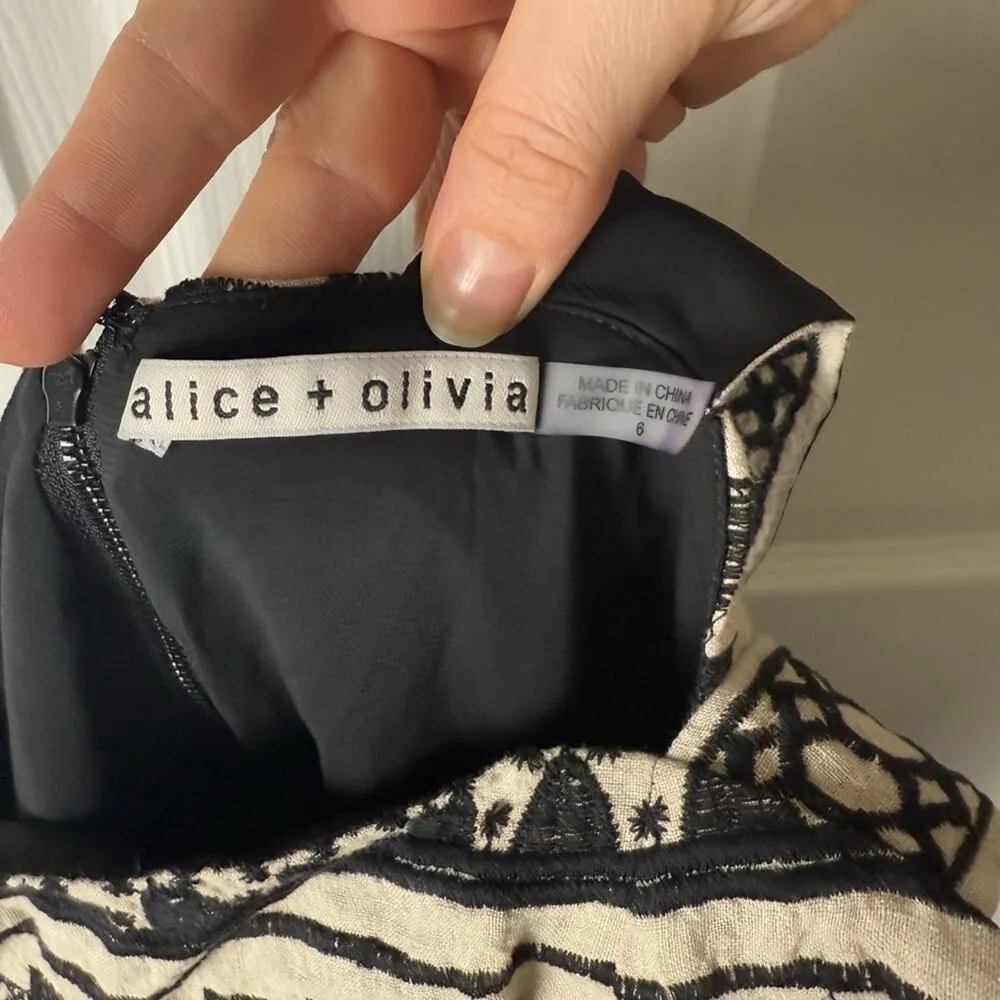 alice + olivia
MADE IN CHINA
FABRIQUÉ EN CHINE
6